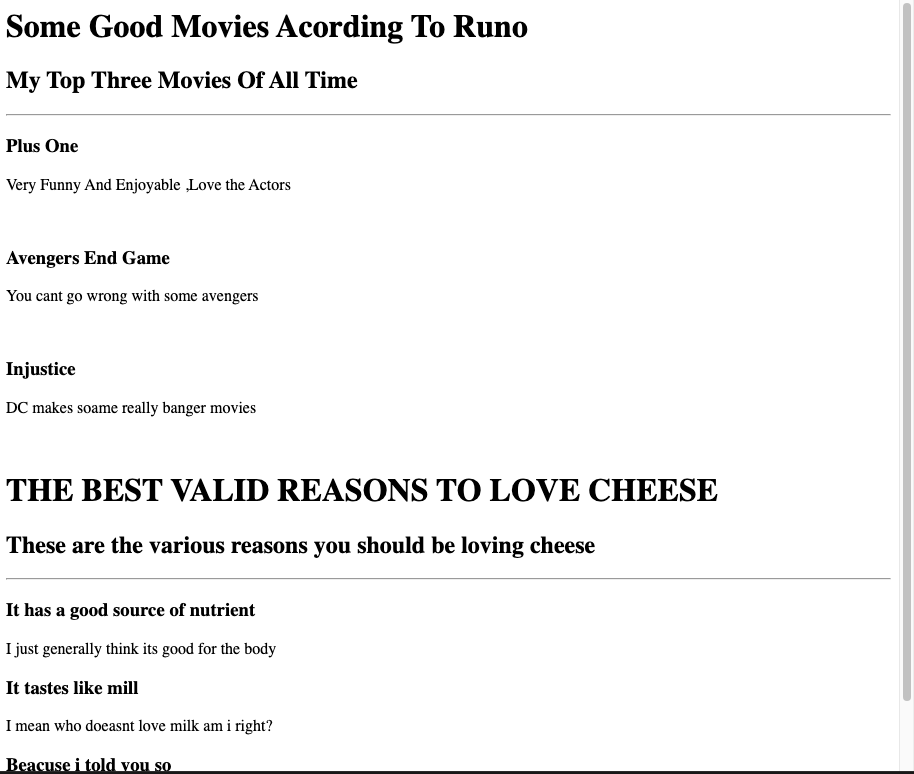 Some Good Movies Acording To Runo
My Top Three Movies Of All Time
Plus One
Very Funny And Enjoyable ,Love the Actors
Avengers End Game
You cant go wrong with some avengers
Injustice
DC makes soame really banger movies
THE BEST VALID REASONS TO LOVE CHEESE
These are the various reasons you should be loving cheese
It has a good source of nutrient
I just generally think its good for the body
It tastes like mill
I mean who doeasnt love milk am i right?
Beacuse i told you so